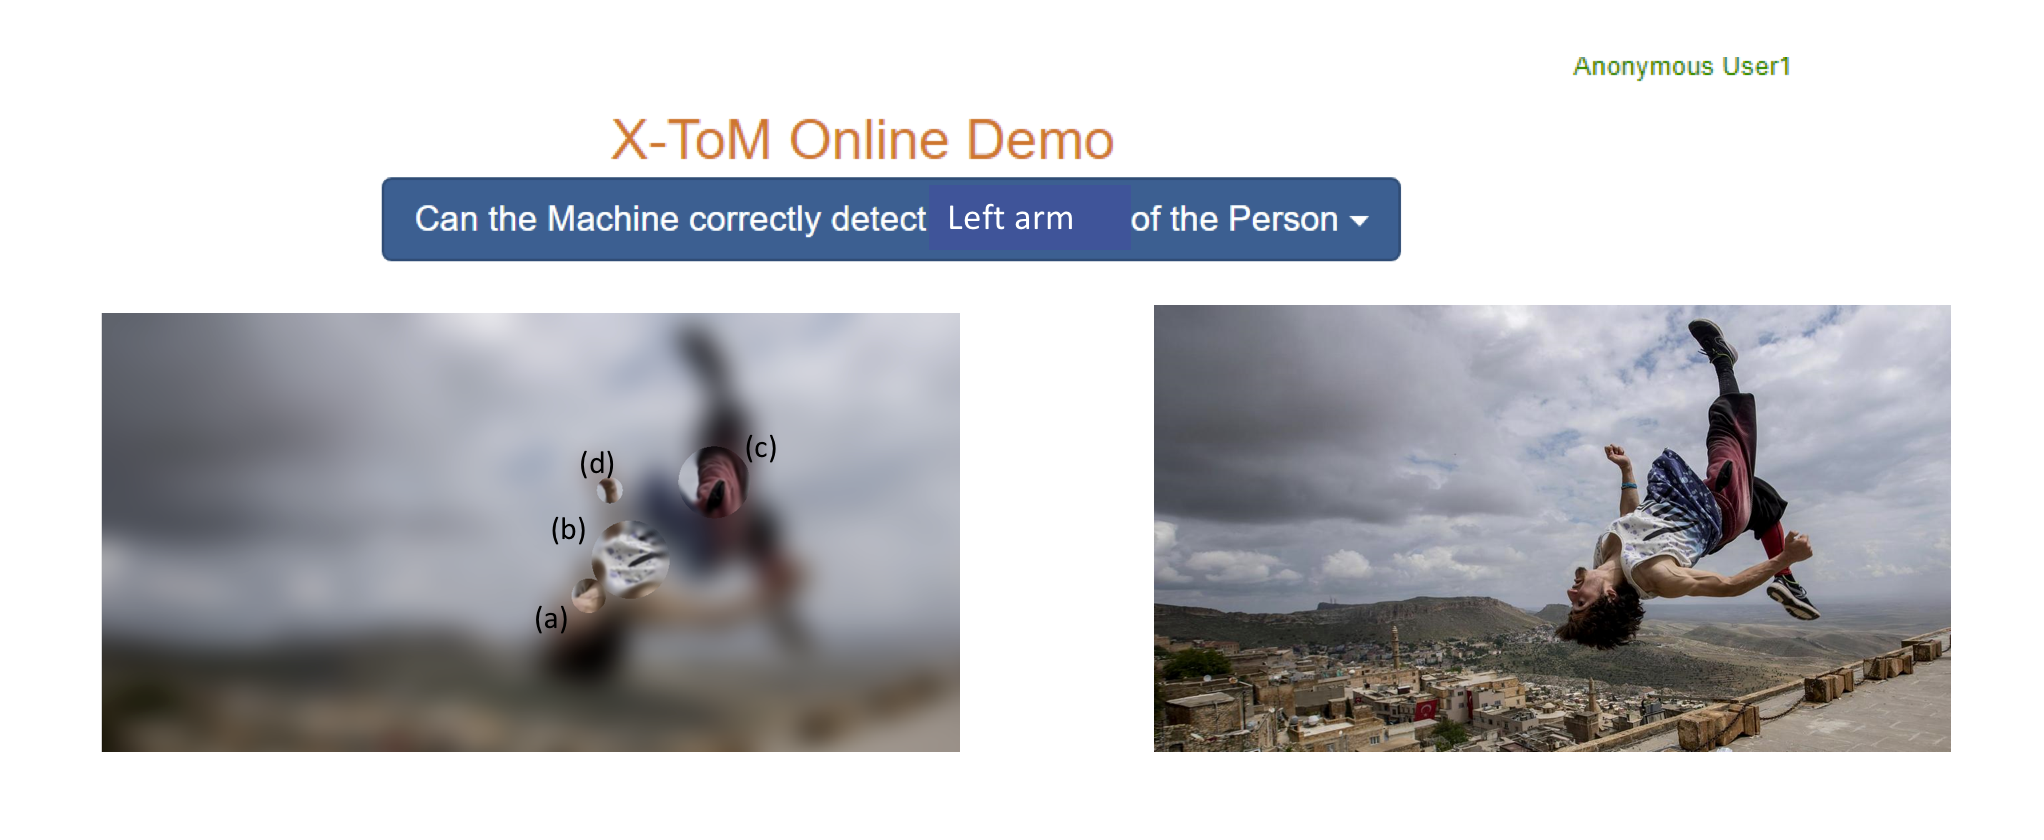 Anonymous User1
X-ToM Online Demo
Can the Machine correctly detect Left arm of the Person
(d)
(c)
(b)
(a)